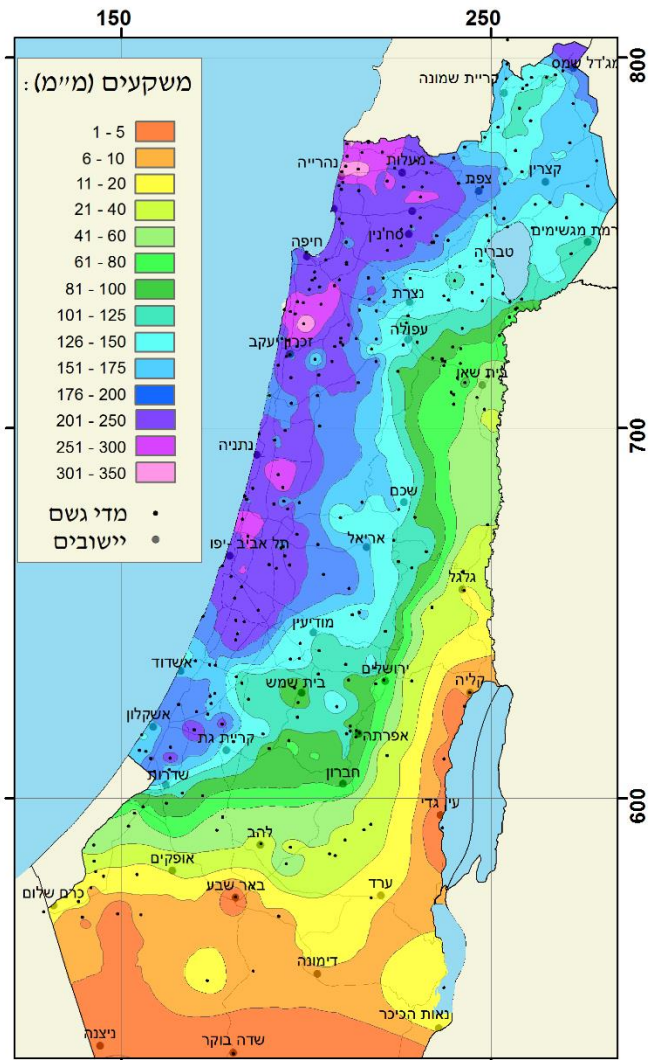 150 250
800
700
600
משקעים (מ״מ) :
1 - 5
6 - 10
11 - 20
21 - 40
41 - 60
61 - 80
81 - 100
101 - 125
126 - 150
151 - 175
176 - 200
201 - 250
251 - 300
301 - 350
מדי גשם
יישובים
מג'דל שמס
קריית שמונה
נהרייה
מעלות
צפת
קצרין
סח'נין
רמת מגשימים
חיפה
טבריה
נצרת
עפולה
זכרון יעקב
בית שאן
נתניה
שכם
תל אביב -יפו
אריאל
גלגל
מודיעין
אשדוד
ירושלים
בית שמש
קליה
אשקלון
קריית גת
אפרתה
שדרות
חברון
עין גדי
להב
אופקים
כרם שלום
באר שבע
ערד
דימונה
נאות הכיכר
ניצנה
שדה בוקר